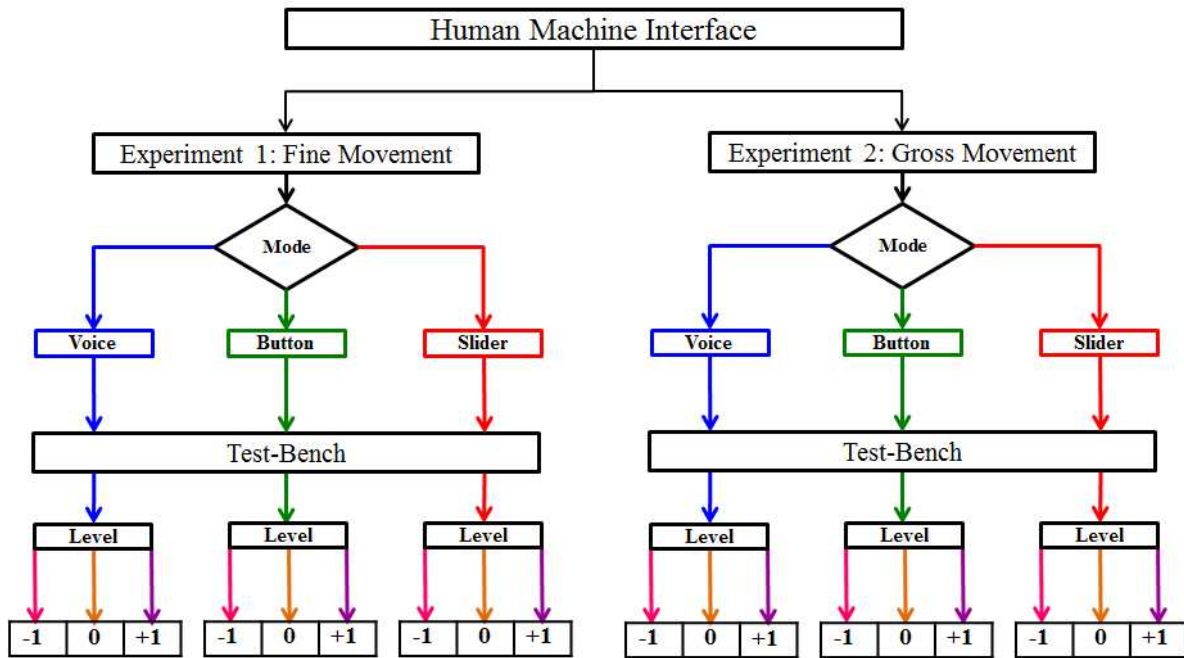 Human Machine Interface
Experiment 1: Fine Movement
Experiment 2: Gross Movement
Mode
Mode
Voice
Button
Slider
Voice
Button
Slider
Test-Bench
Test-Bench
Level
Level
Level
Level
Level
Level
-1 0 +1
-1 0 +1
-1 0 +1
-1 0 +1
-1 0 +1
-1 0 +1